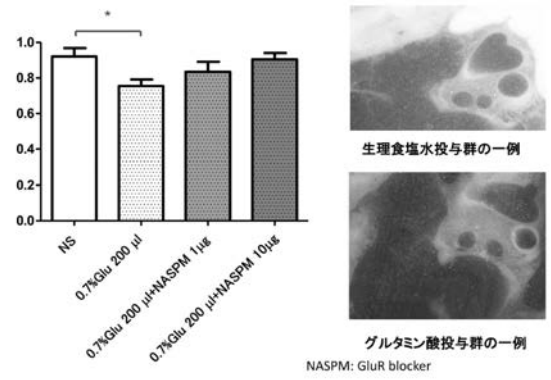 *
1.0
0.8
0.6
0.4
0.2
0.0
NS
0.7%Glu 200 μl
0.7%Glu 200 μl+NASPM 1μg
0.7%Glu 200 μl+NASPM 10μg
生理食塩水投与群の一例
グルタミン酸投与群の一例
NASPM: GluR blocker